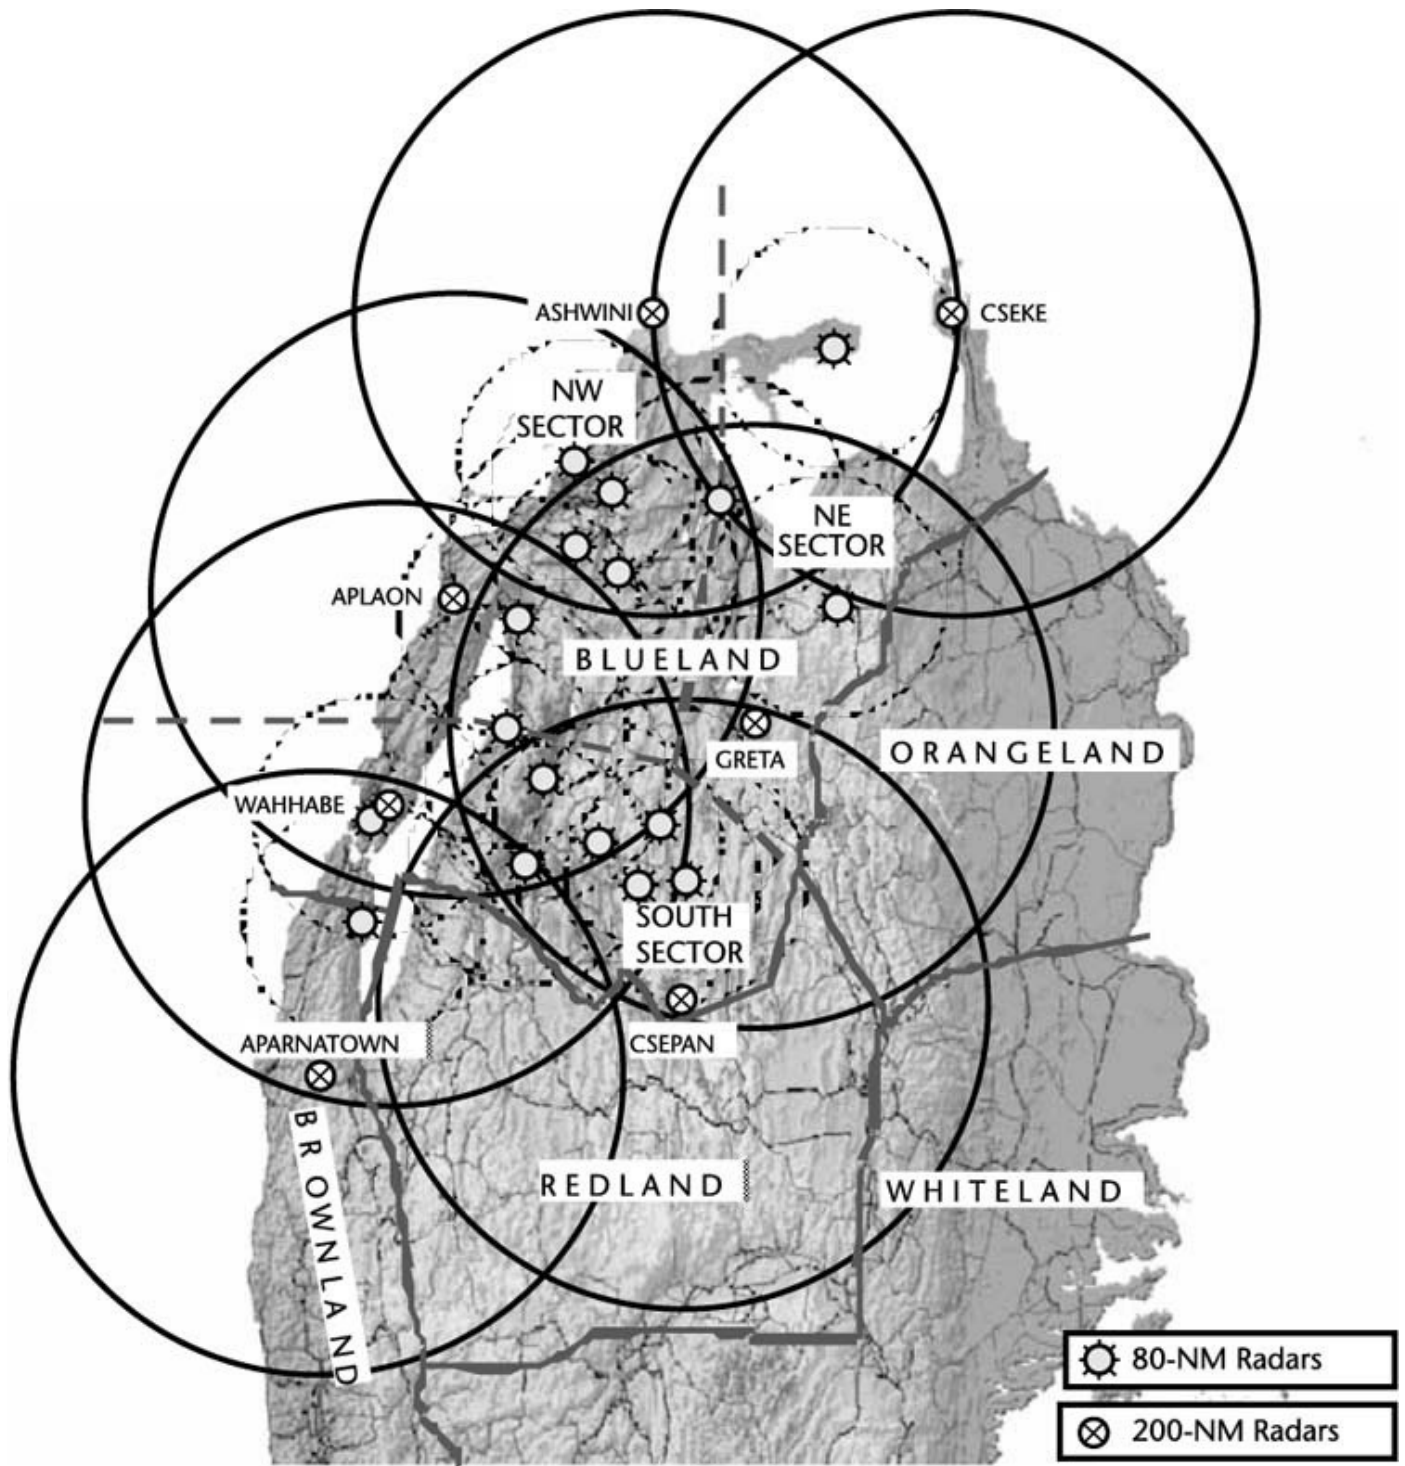 ASHWINI
CSEKE
NW
SECTOR
NE
SECTOR
APLAON
BLUELAND
GRETA
ORANGELAND
WAHHABE
SOUTH
SECTOR
APARNATOWN
CSEPAN
BROWNLAND
REDLAND
WHITELAND
80-NM Radars
200-NM Radars